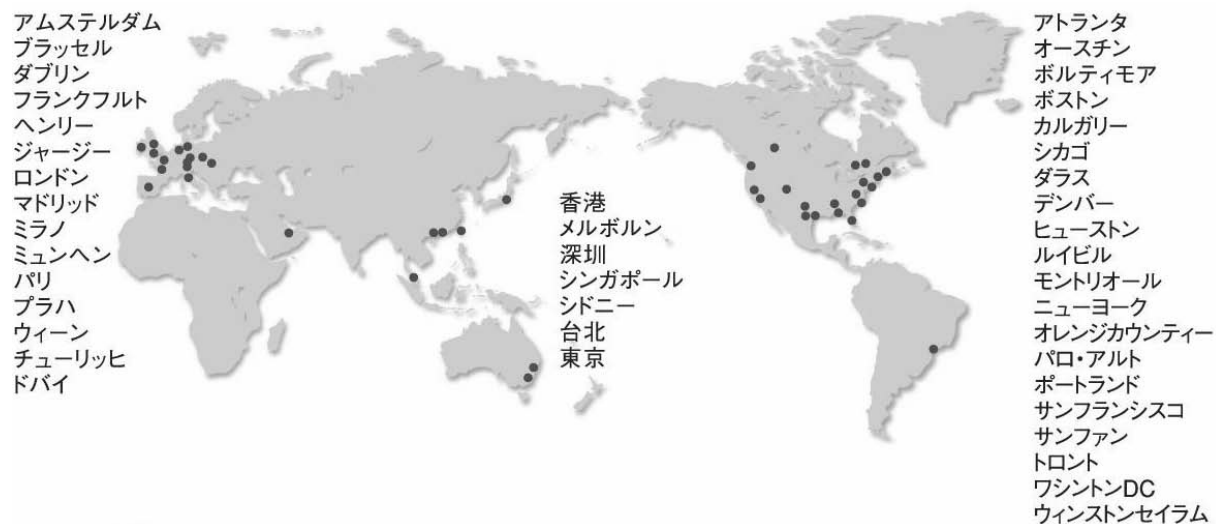 アムステルダム
ブラッセル
ダブリン
フランクフルト
ヘンリー
ジャージー
ロンドン
マドリッド
ミラノ
ミュンヘン
パリ
プラハ
ウィーン
チューリッヒ
ドバイ
香港
メルボルン
深圳
シンガポール
シドニー
台北
東京
アトランタ
オースチン
ボルティモア
ボストン
カルガリー
シカゴ
ダラス
デンバー
ヒューストン
ルイビル
モントリオール
ニューヨーク
オレンジカウンティー
パロ・アルト
ポートランド
サンフランシスコ
サンファン
トロント
ワシントンDC
ウィンストンセイラム